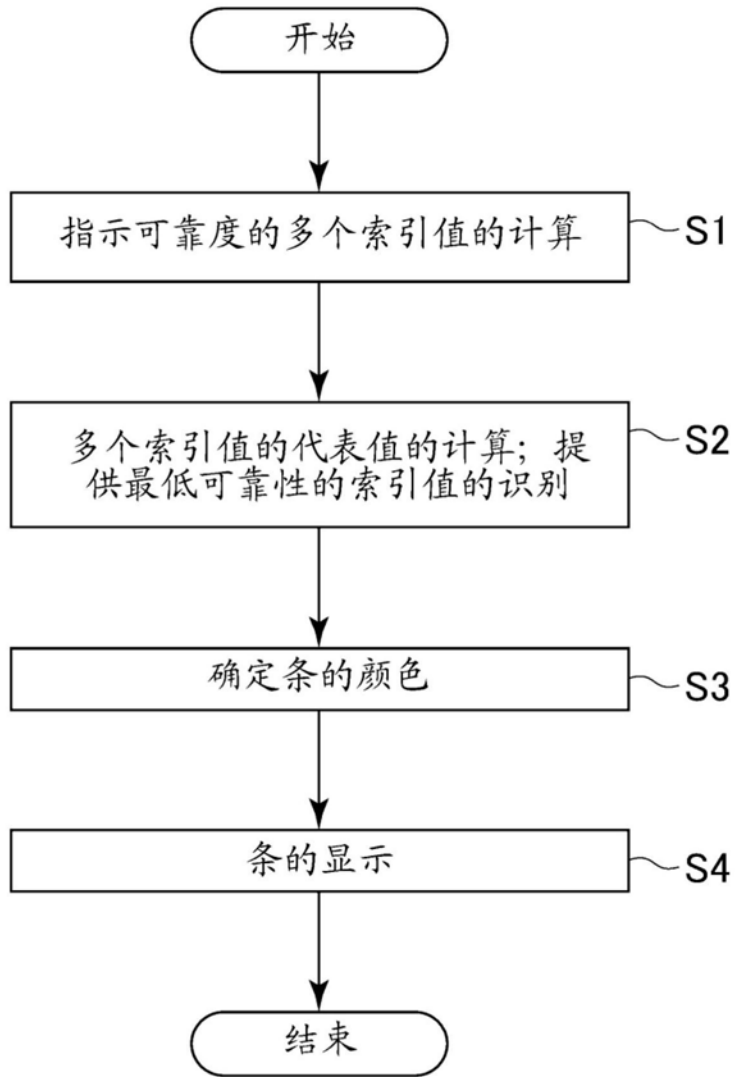 开始
指示可靠度的多个索引值的计算
S1
多个索引值的代表值的计算；提
供最低可靠性的索引值的识别
S2
确定条的颜色
S3
条的显示
S4
结束